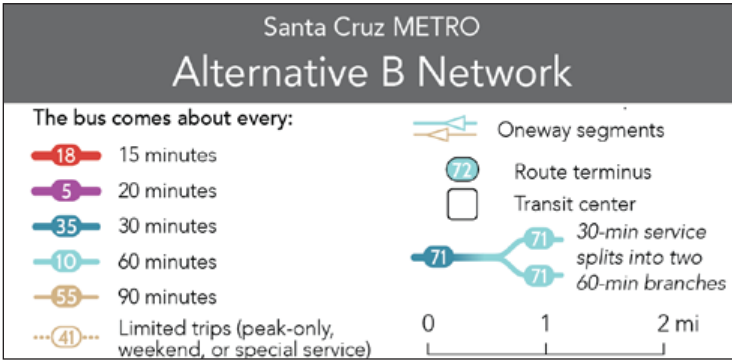 Santa Cruz METRO
Alternative B Network
The bus comes about every:
18 15 minutes
5 20 minutes
35 30 minutes
10 60 minutes
55 90 minutes
41 Limited trips (peak-only,
weekend, or special service)
Oneway segments
72 Route terminus
Transit center
71 71 30-min service
splits into two
71 60-min branches
0 1 2 mi